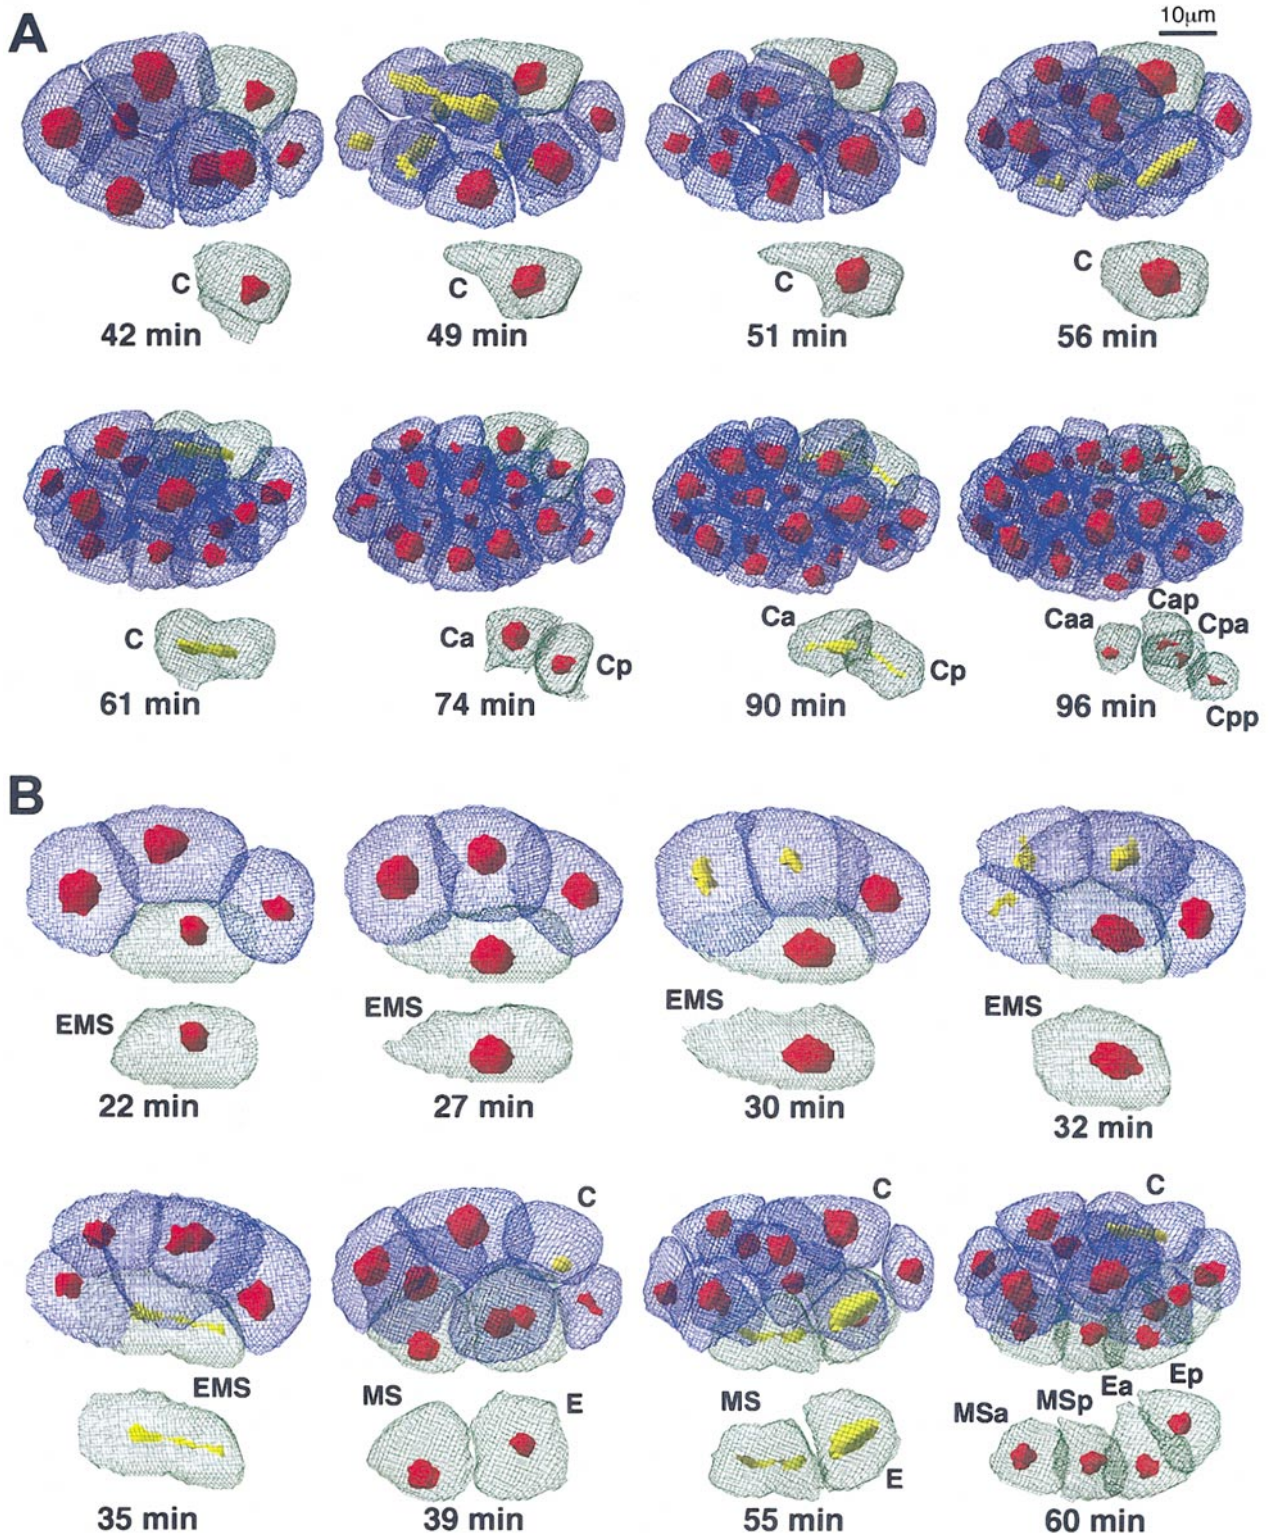 A
10µm
C
C
C
C
42 min
49 min
51 min
56 min
C
Ca
Cp
Ca
Cp
Caa
Cap
Cpa
Cpp
61 min
74 min
90 min
96 min
B
EMS
EMS
EMS
EMS
22 min
27 min
30 min
32 min
C
C
C
EMS
MS
E
MS
E
MSa
MSp
Ea
Ep
35 min
39 min
55 min
60 min